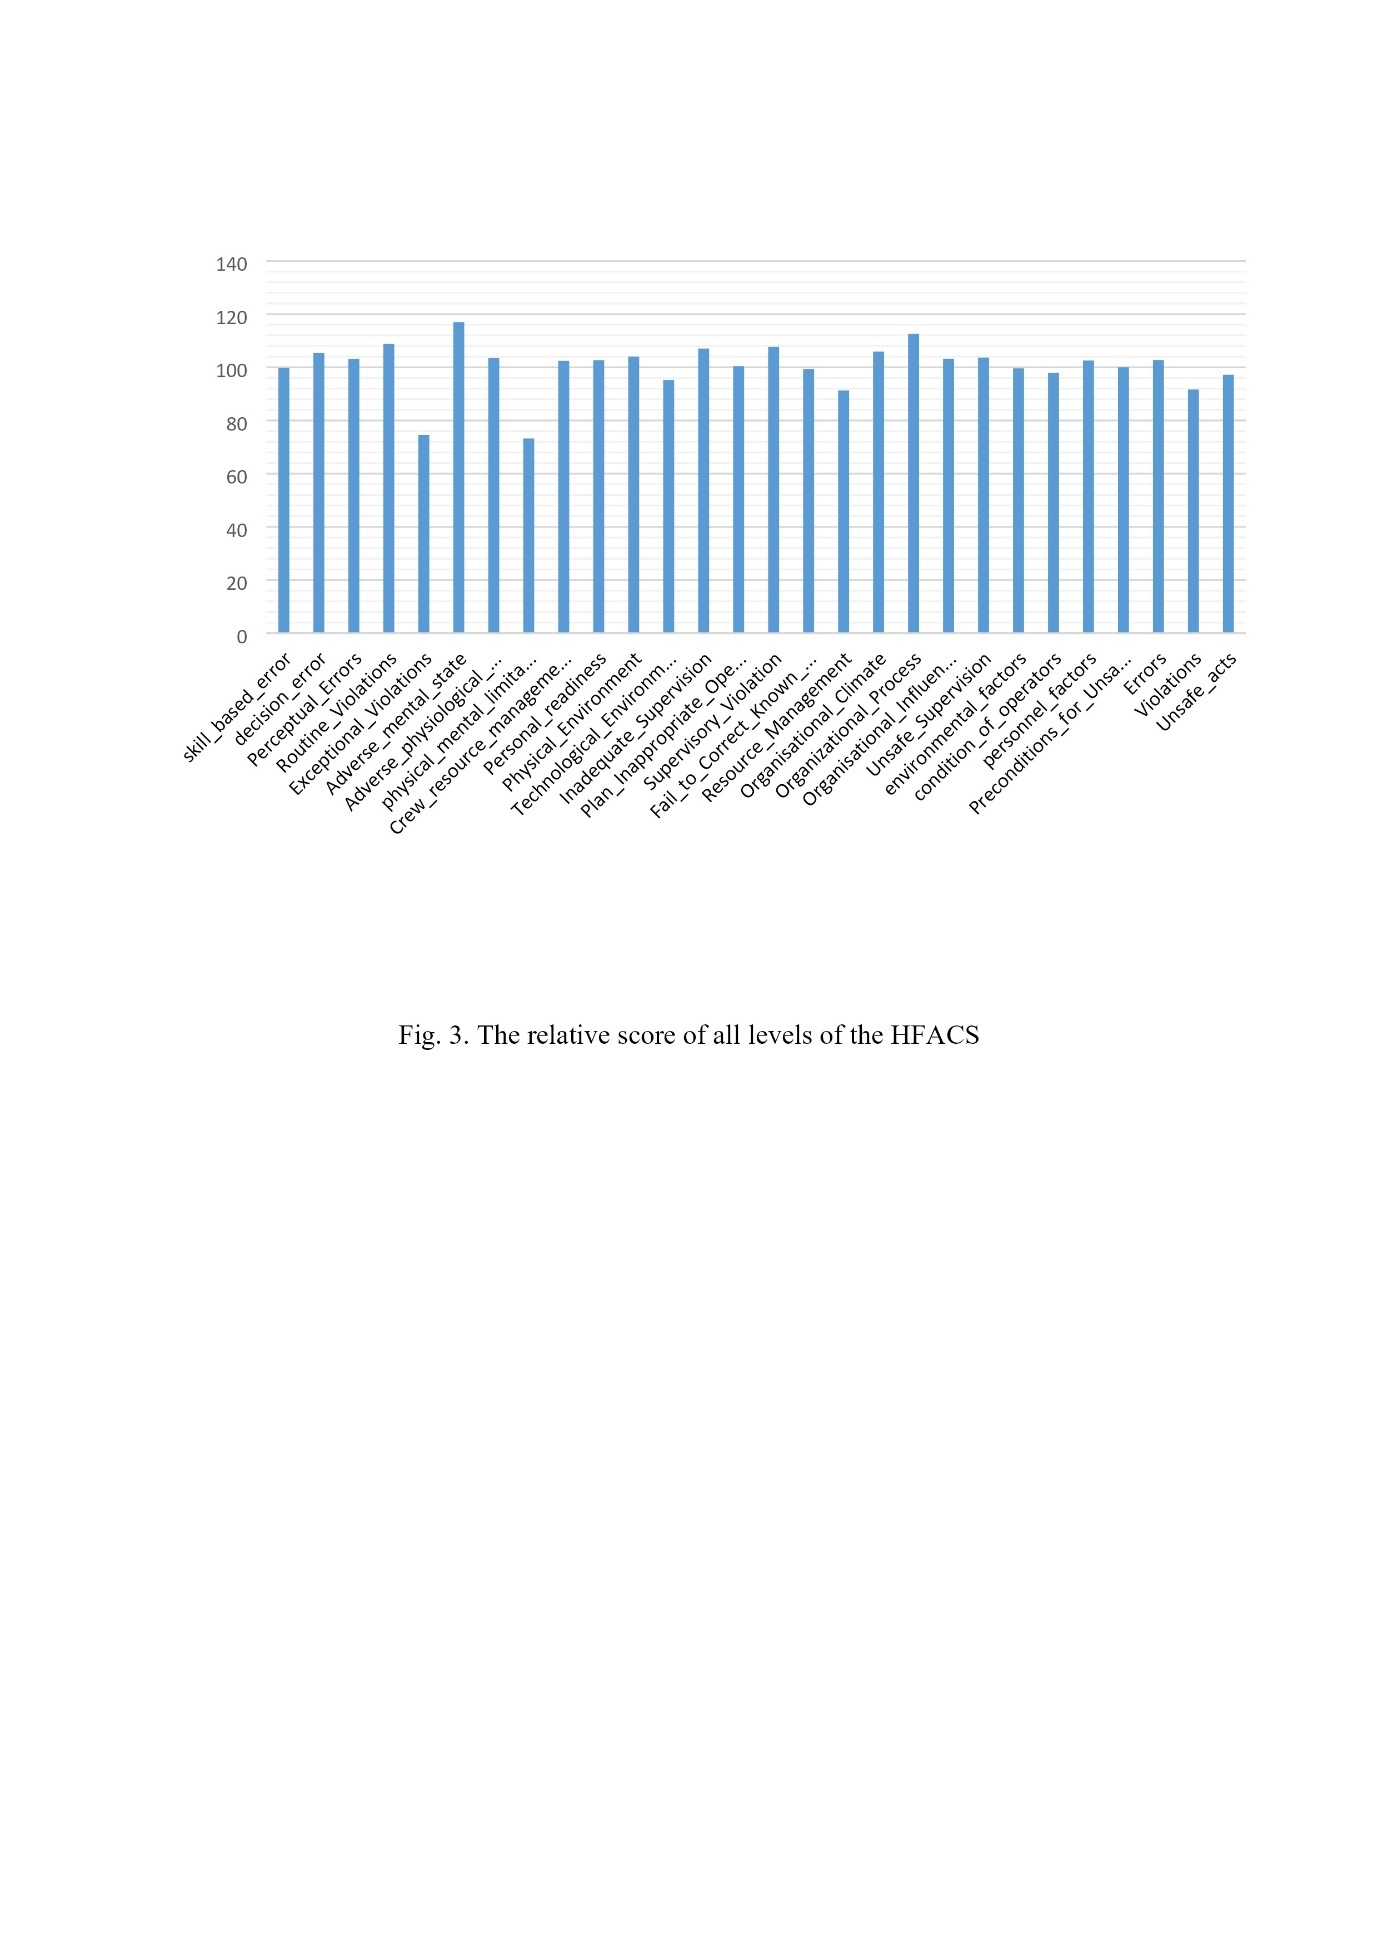 140
120
100
80
60
40
20
0
skill_based_error
decision_error
Perceptual_Errors
Routine_Violations
Exceptional_Violations
Adverse_mental_state
Adverse_physiological_...
physical_mental_limita...
Crew_resource_manageme...
Personal_readiness
Physical_Environment
Technological_Environm...
Inadequate_Supervision
Plan_Inappropriate_Ope...
Supervisory_Violation
Fail_to_Correct_Known_...
Resource_Management
Organisational_Climate
Organizational_Process
Organisational_Influen...
Unsafe_Supervision
environmental_factors
condition_of_operators
personnel_factors
Preconditions_for_Unsa...
Errors
Violations
Unsafe_acts
Fig. 3. The relative score of all levels of the HFACS